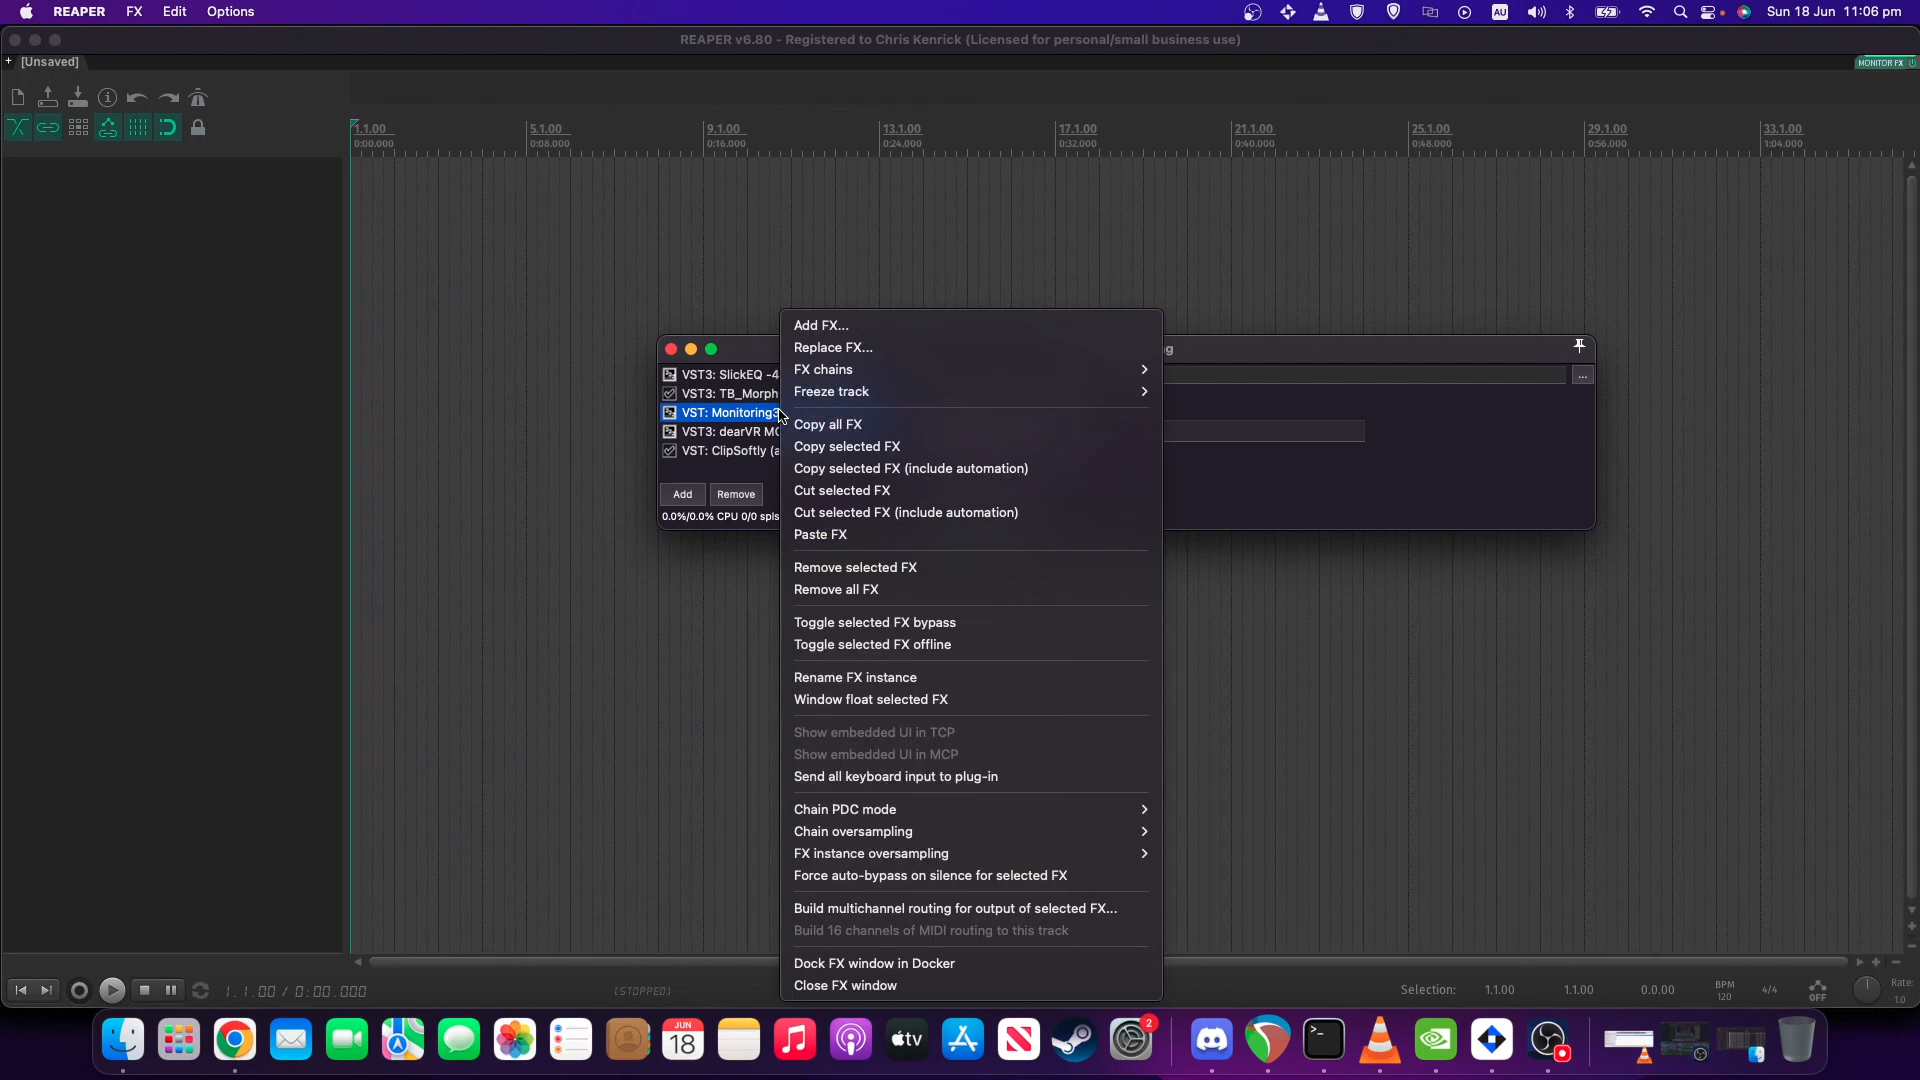 REAPER FX Edit Options
AU
Sun 18 Jun 11:06 pm
REAPER v6.80 - Registered to Chris Kenrick (Licensed for personal/small business use)
+ [Unsaved]
MONITOR FX
1.1.00 5.1.00 9.1.00 13.1.00 17.1.00 21.1.00 25.1.00 29.1.00 33.1.00
0:00.000 0:08.000 0:16.000 0:24.000 0:32.000 0:40.000 0:48.000 0:56.000 1:04.000
VST3: SlickEQ -4
VST3: TB_Morph
VST: Monitoring3
VST3: dearVR MO
VST: ClipSoftly (a
Add Remove
0.0%/0.0% CPU 0/0 spls
g
...
Add FX...
Replace FX...
FX chains
Freeze track
Copy all FX
Copy selected FX
Copy selected FX (include automation)
Cut selected FX
Cut selected FX (include automation)
Paste FX
Remove selected FX
Remove all FX
Toggle selected FX bypass
Toggle selected FX offline
Rename FX instance
Window float selected FX
Show embedded UI in TCP
Show embedded UI in MCP
Send all keyboard input to plug-in
Chain PDC mode
Chain oversampling
FX instance oversampling
Force auto-bypass on silence for selected FX
Build multichannel routing for output of selected FX...
Build 16 channels of MIDI routing to this track
Dock FX window in Docker
Close FX window
1.1.00 / 0:00.000
[STOPPED]
Selection: 1.1.00 1.1.00 0.0.00
BPM
120
4/4
OFF
Rate:
1.0
JUN
18
tv
2